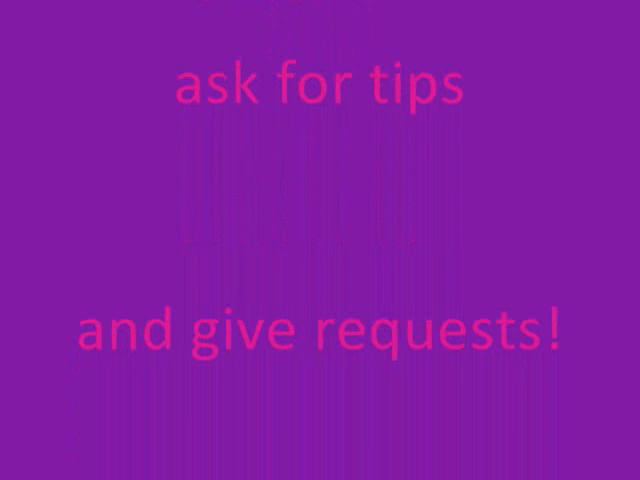 ask for tips
and give requests!